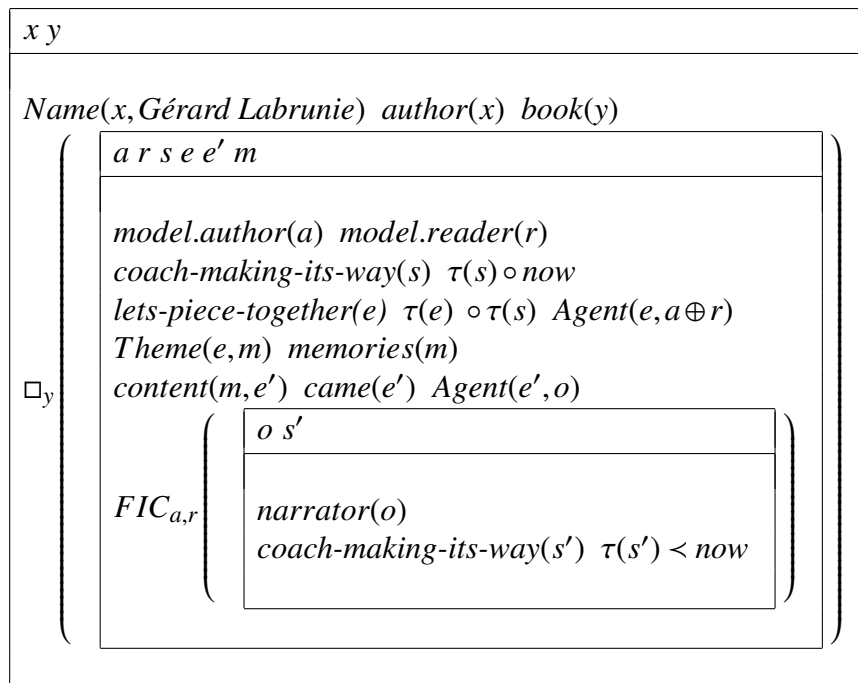 x y
Name(x, Gérard Labrunie) author(x) book(y)
a r s e e′ m
model.author(a) model.reader(r)
coach-making-its-way(s) τ(s) ∘ now
lets-piece-together(e) τ(e) ∘ τ(s) Agent(e, a ⊕ r)
Theme(e, m) memories(m)
□y
content(m, e′) came(e′) Agent(e′, o)
o s′
FICa,r
narrator(o)
coach-making-its-way(s′) τ(s′) ≺ now